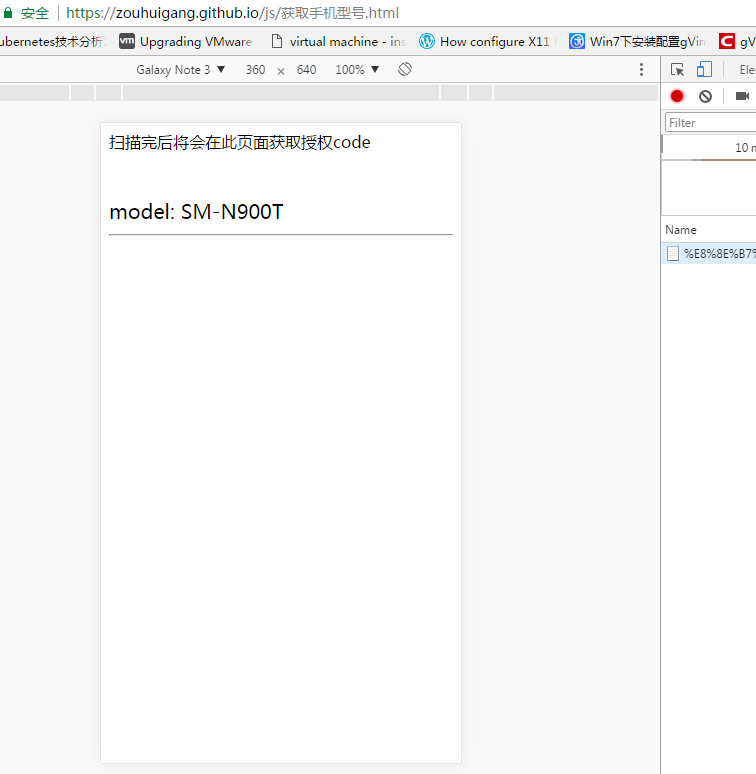 安全 https://zouhuigang.github.io/js/获取手机型号.html
ubernetes技术分析 vm Upgrading VMware virtual machine - ins How configure X11 Win7下安装配置gVim C gV
Galaxy Note 3 ▼ 360 × 640 100% ▼ Ele
Filter
10 m
扫描完后将会在此页面获取授权code
model: SM-N900T
Name
%E8%8E%B7%